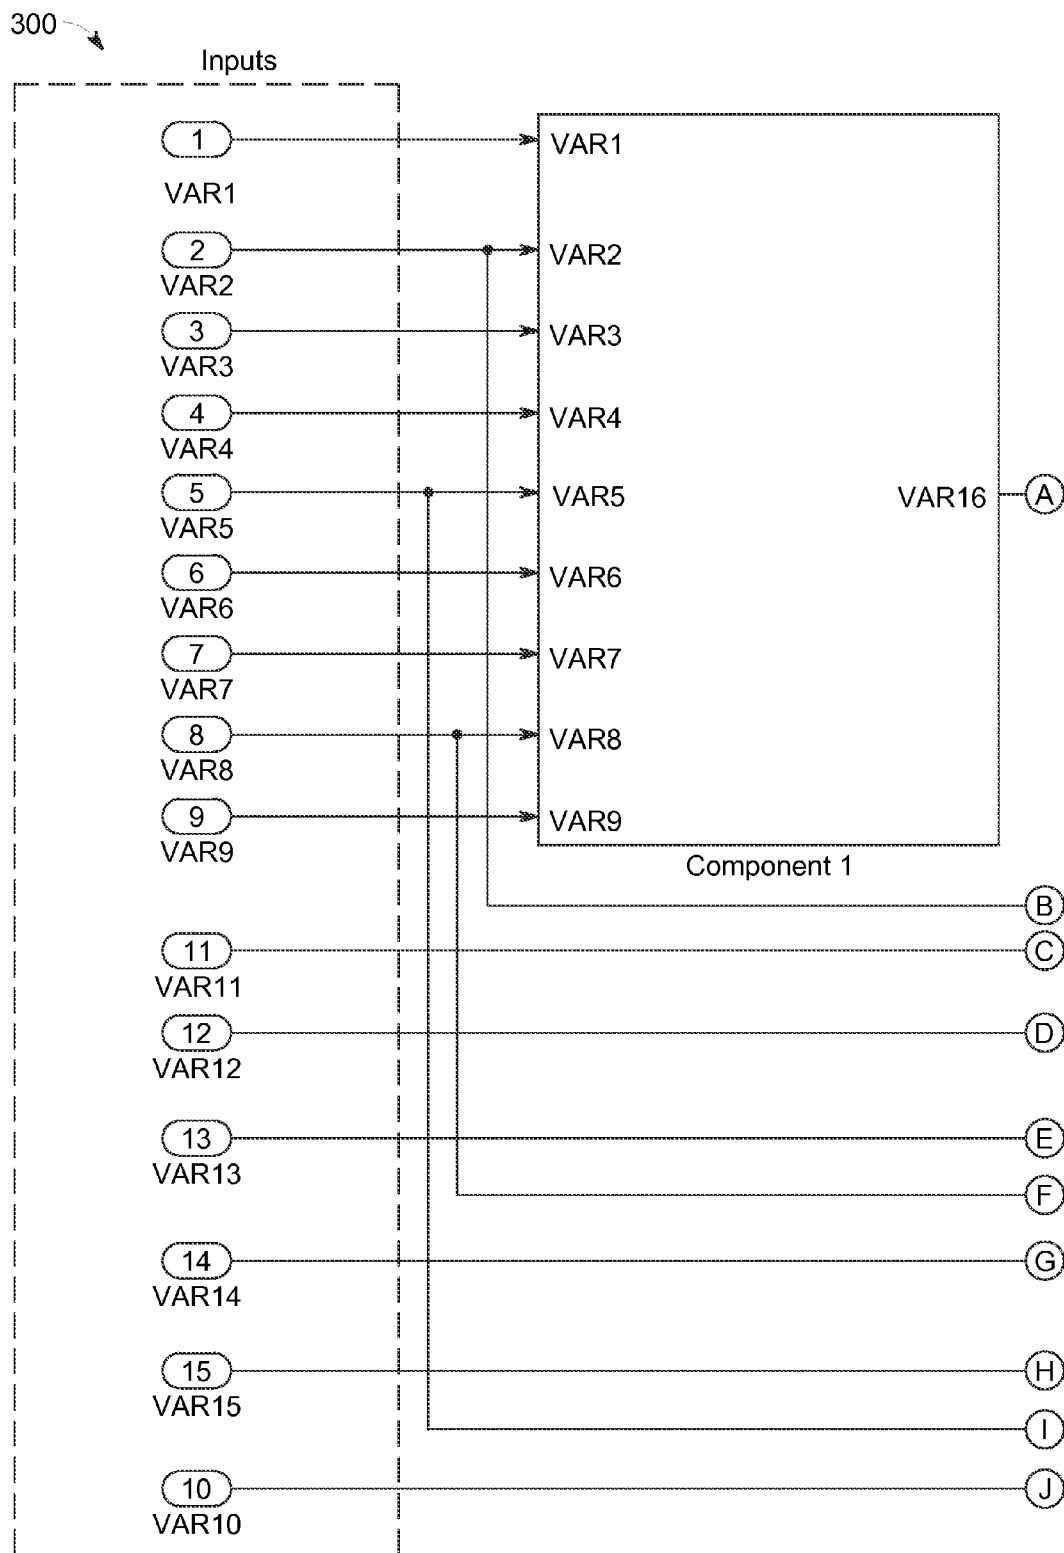 300
Inputs
1 VAR1
VAR1
2 VAR2
VAR2
3 VAR3
VAR3
4 VAR4
VAR4
5 VAR5 VAR16 A
VAR5
6 VAR6
VAR6
7 VAR7
VAR7
8 VAR8
VAR8
9 VAR9
VAR9
Component 1
B
11 C
VAR11
12 D
VAR12
13 E
VAR13
F
14 G
VAR14
15 H
VAR15
I
10 J
VAR10